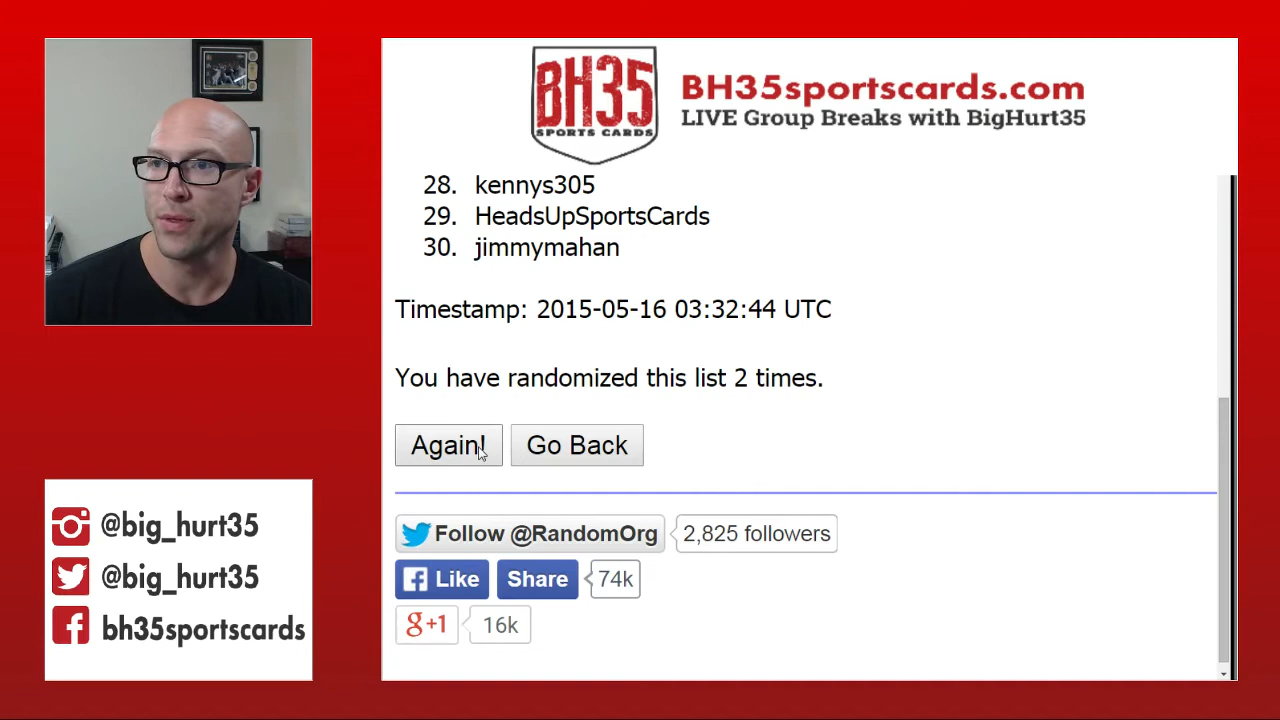 BH35
SPORTS CARDS
BH35sportscards.com
LIVE Group Breaks with BigHurt35
28. kennys305
29. HeadsUpSportsCards
30. jimmymahan
Timestamp: 2015-05-16 03:32:44 UTC
You have randomized this list 2 times.
Again! Go Back
Follow @RandomOrg 2,825 followers
Like Share 74k
g+1 16k
@big_hurt35
@big_hurt35
bh35sportscards